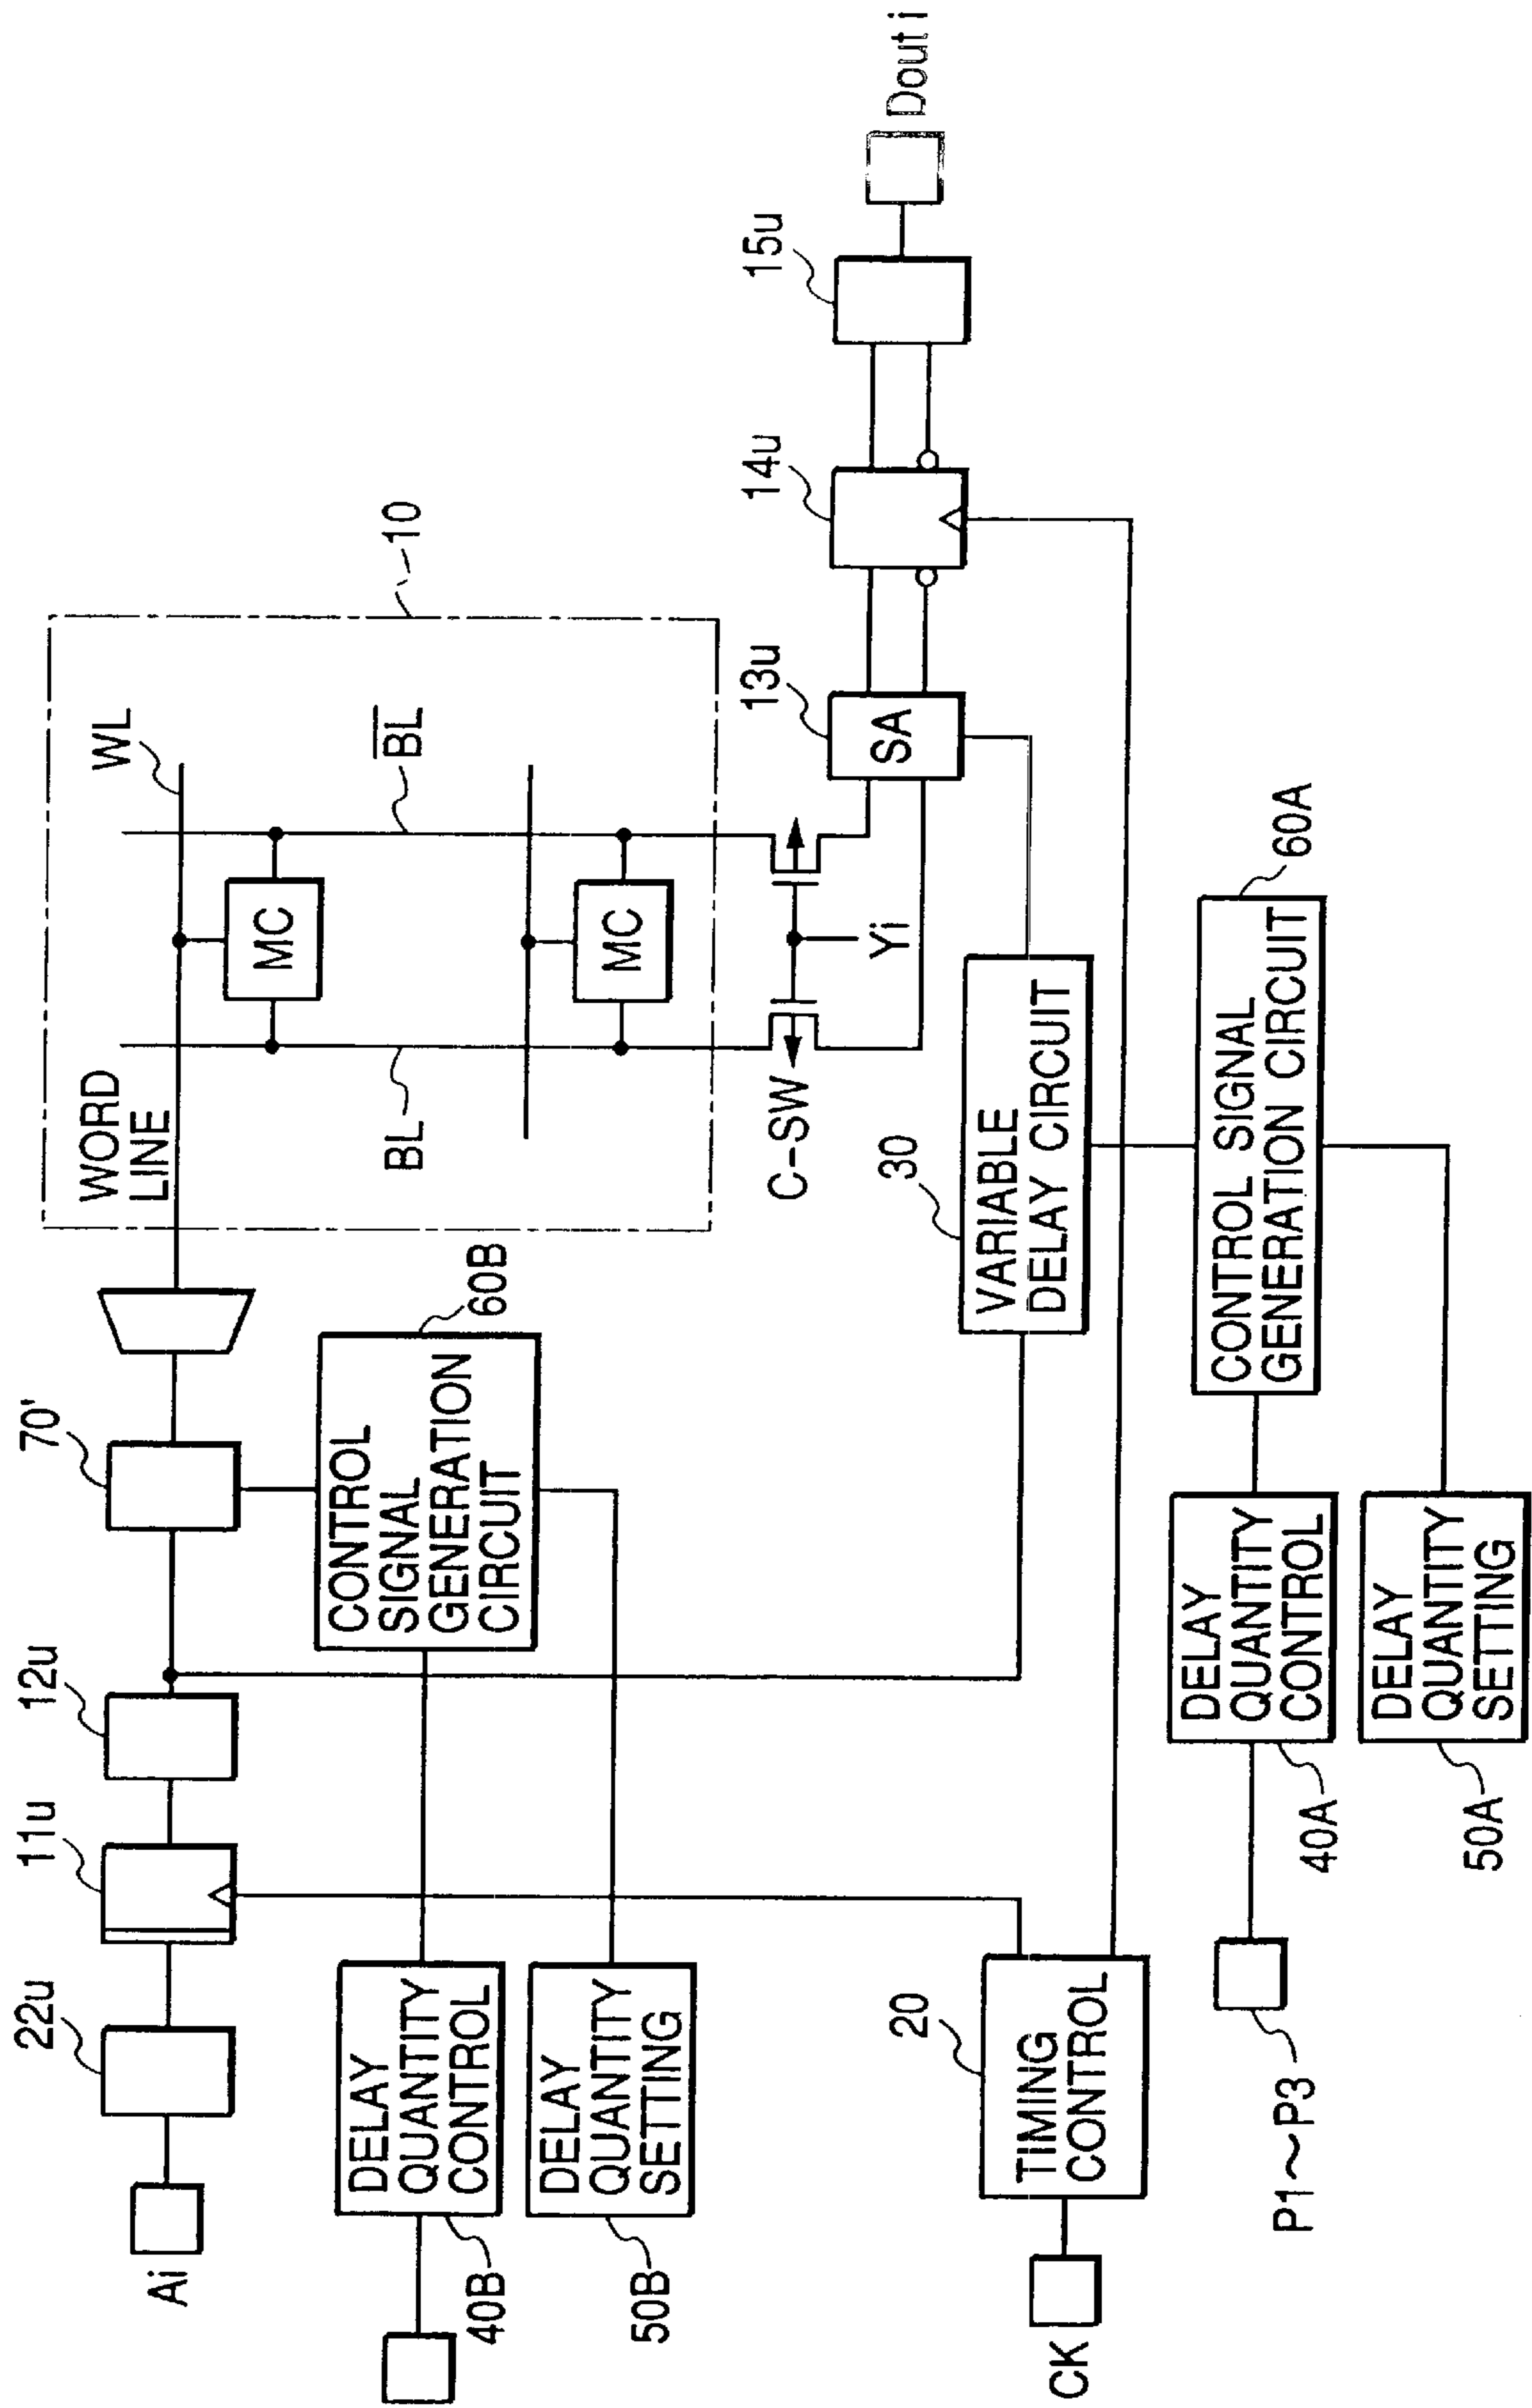 Ai
22u
11u
12u
70'
WORD
LINE
WL
10
MC
MC
BL
BL
C-SW
Yi
40B
DELAY
QUANTITY
CONTROL
50B
DELAY
QUANTITY
SETTING
CONTROL
SIGNAL
GENERATION
CIRCUIT
60B
SA
13u
14u
15u
Dout i
CK
20
TIMING
CONTROL
30
VARIABLE
DELAY CIRCUIT
P1~P3
40A
DELAY
QUANTITY
CONTROL
50A
DELAY
QUANTITY
SETTING
CONTROL SIGNAL
GENERATION CIRCUIT
60A